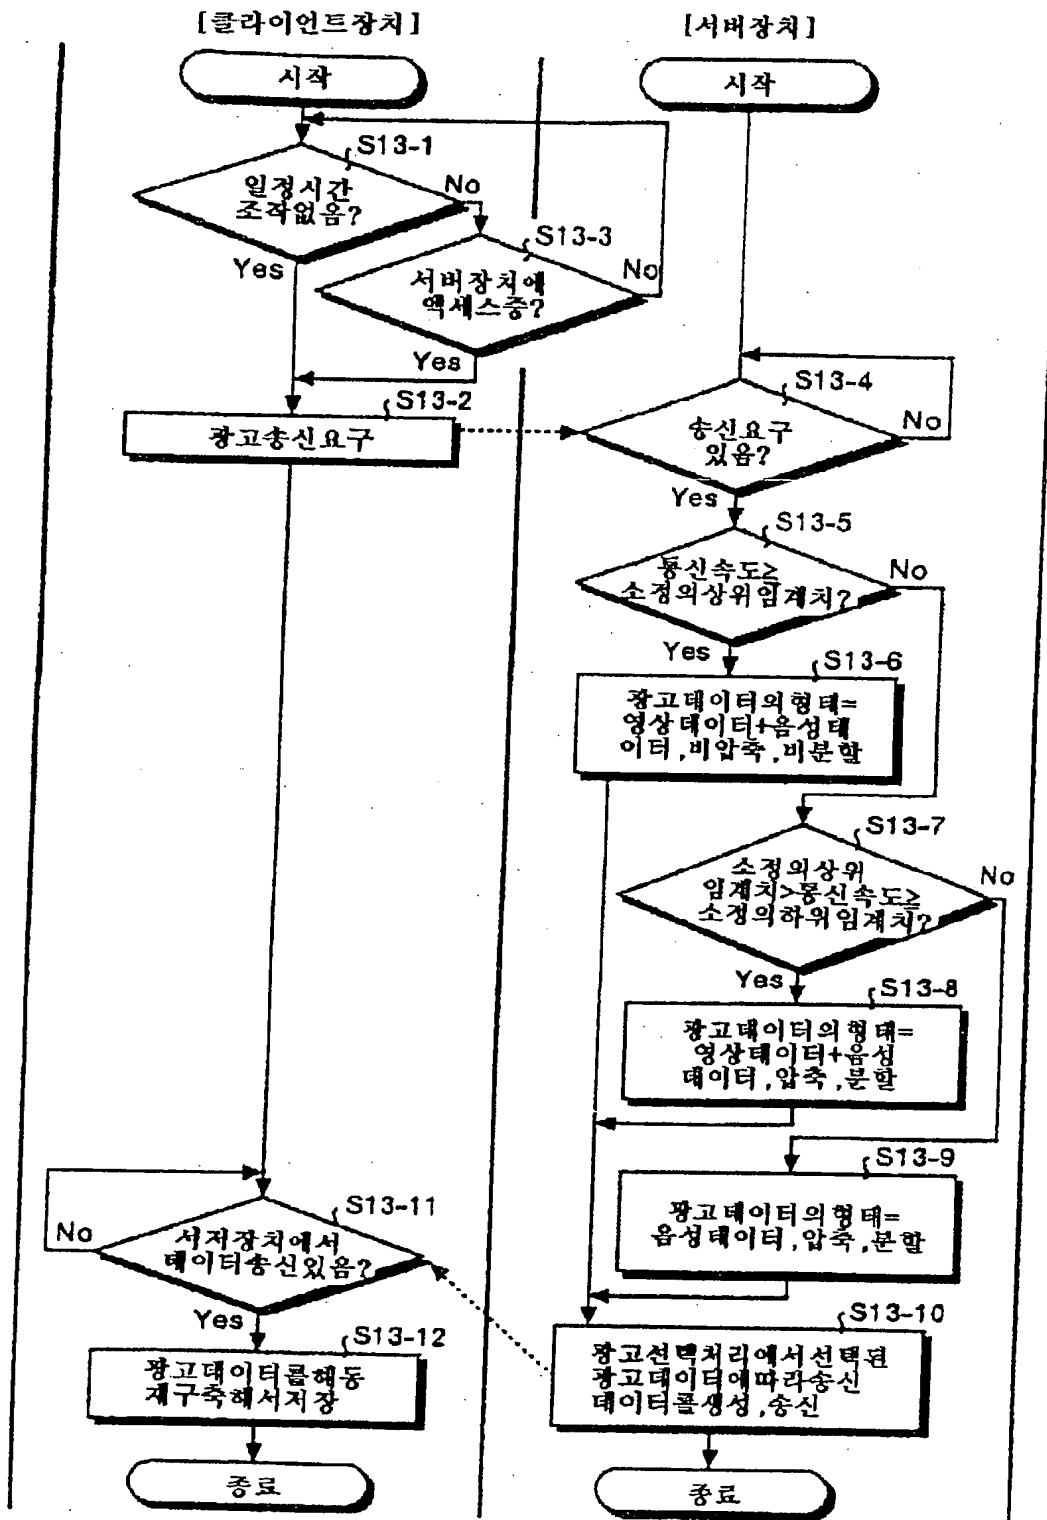 [클라이언트장치]
[서버장치]
시작
시작
S13-1
일정시간
조작없음?
No
Yes
S13-3
서버장치에
액세스중?
No
Yes
S13-2
광고송신요구
S13-4
송신요구
있음?
No
Yes
S13-5
통신속도≥
소정의상위임계치?
No
Yes
S13-6
광고데이터의형태=
영상데이터+음성데
이터,비압축,비분할
S13-7
소정의상위
임계치>통신속도≥
소정의하위임계치?
No
Yes
S13-8
광고데이터의형태=
영상데이터+음성
데이터,압축,분할
S13-9
광고데이터의형태=
음성데이터,압축,분할
S13-11
서저장치에서
데이터송신있음?
No
Yes
S13-10
광고선택처리에서선택된
광고데이터에따라송신
데이터를생성,송신
S13-12
광고데이터를해동
재구축해서저장
종료
종료